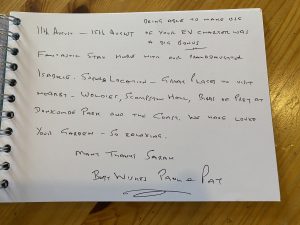 BEING ABLE TO MAKE USE
11TH AUGUST - 15TH AUGUST OF YOUR EV CHARGER WAS
A BIG BONUS
FANTASTIC STAY HERE WITH OUR GRANDDAUGHTER
ISABELLE. SUPERB LOCATION - GREAT PLACES TO VISIT
NEARBY - WOLDIES, SCAMPSTON HALL, BIRDS OF PREY AT
DUNCOMBE PARK AND THE COAST. WE HAVE LOVED
YOUR GARDEN - SO RELAXING.
MANY THANKS SARAH
BEST WISHES PAUL & PAT